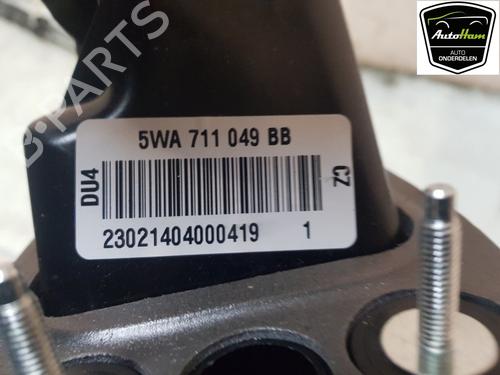 AutoHam
AUTO
ONDERDELEN
B-PARTS
5WA 711 049 BB
DU4
CZ
23021404000419 1